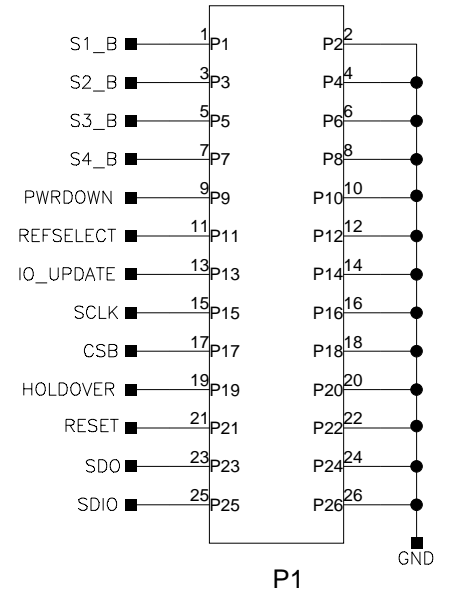 S1_B 1 P1 P2 2
S2_B 3 P3 P4 4
S3_B 5 P5 P6 6
S4_B 7 P7 P8 8
PWRDOWN 9 P9 P10 10
REFSELECT 11 P11 P12 12
IO_UPDATE 13 P13 P14 14
SCLK 15 P15 P16 16
CSB 17 P17 P18 18
HOLDOVER 19 P19 P20 20
RESET 21 P21 P22 22
SDO 23 P23 P24 24
SDIO 25 P25 P26 26
GND
P1